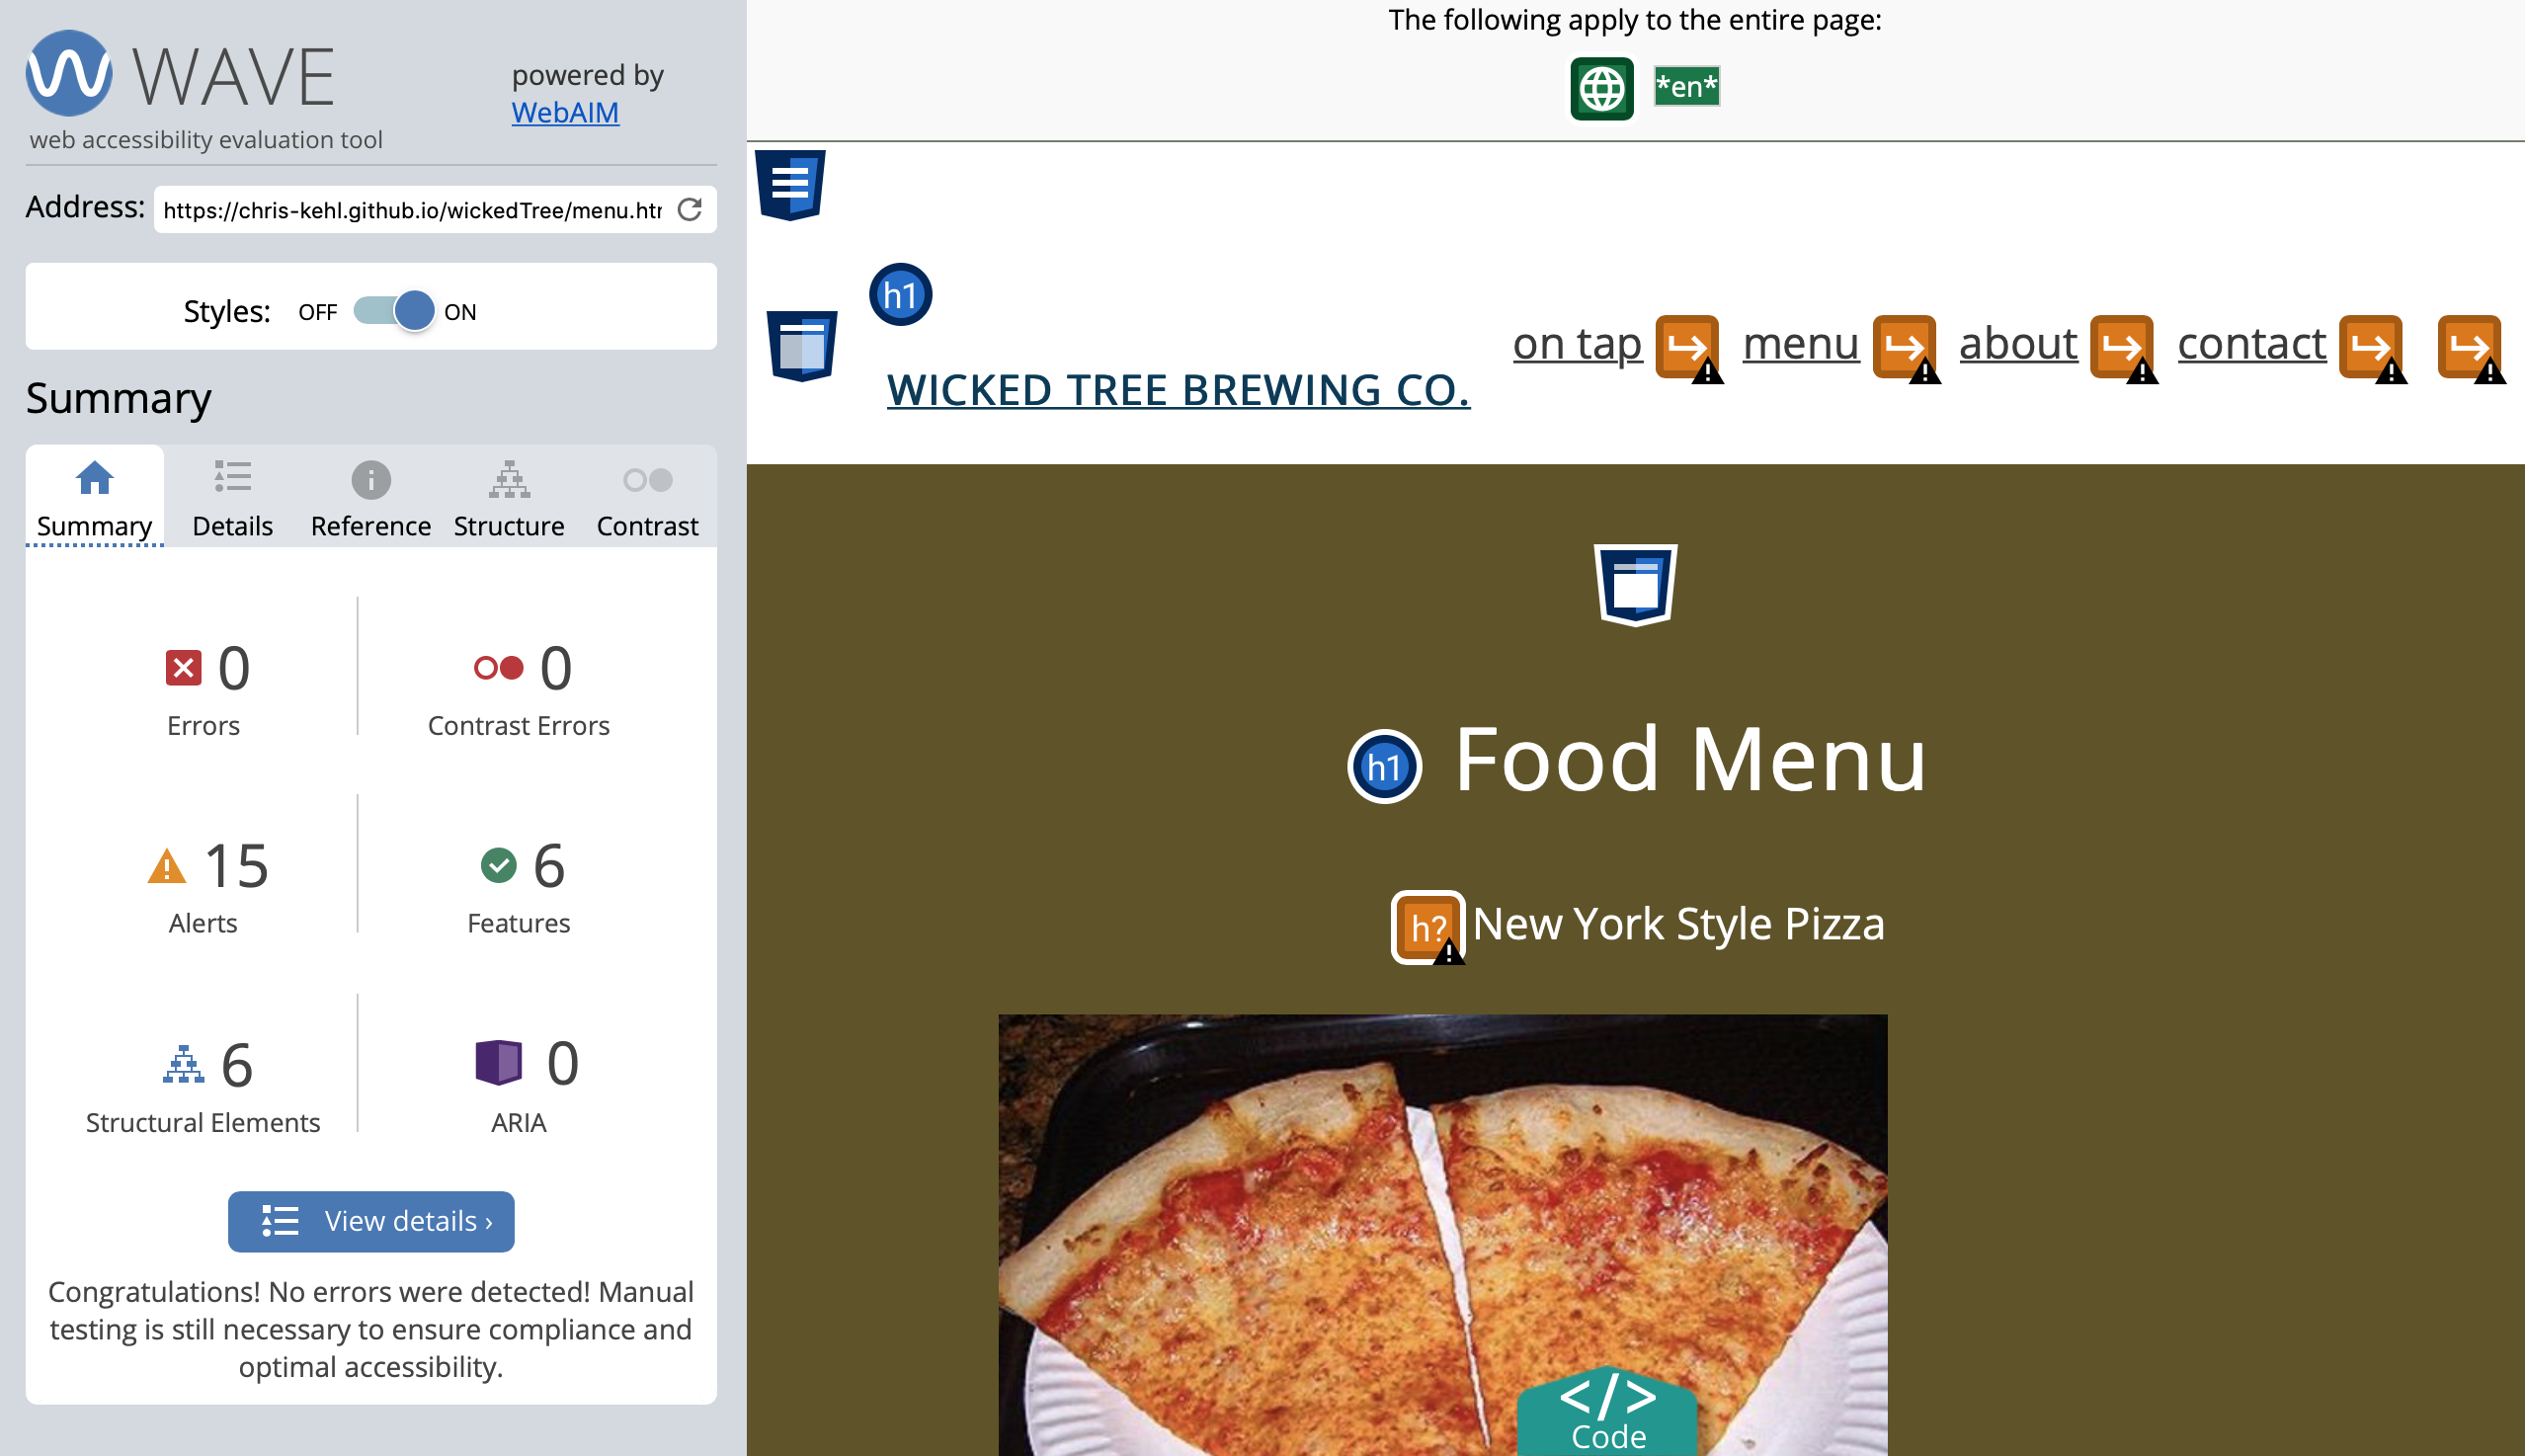 WAVE
powered by
WebAIM
web accessibility evaluation tool
Address: https://chris-kehl.github.io/wickedTree/menu.htm
Styles: OFF ON
Summary
Summary Details Reference Structure Contrast
0 0
Errors Contrast Errors
15 6
Alerts Features
6 0
Structural Elements ARIA
View details ›
Congratulations! No errors were detected! Manual
testing is still necessary to ensure compliance and
optimal accessibility.
The following apply to the entire page:
*en*
h1
on tap menu about contact
WICKED TREE BREWING CO.
h1 Food Menu
h? New York Style Pizza
</>
Code